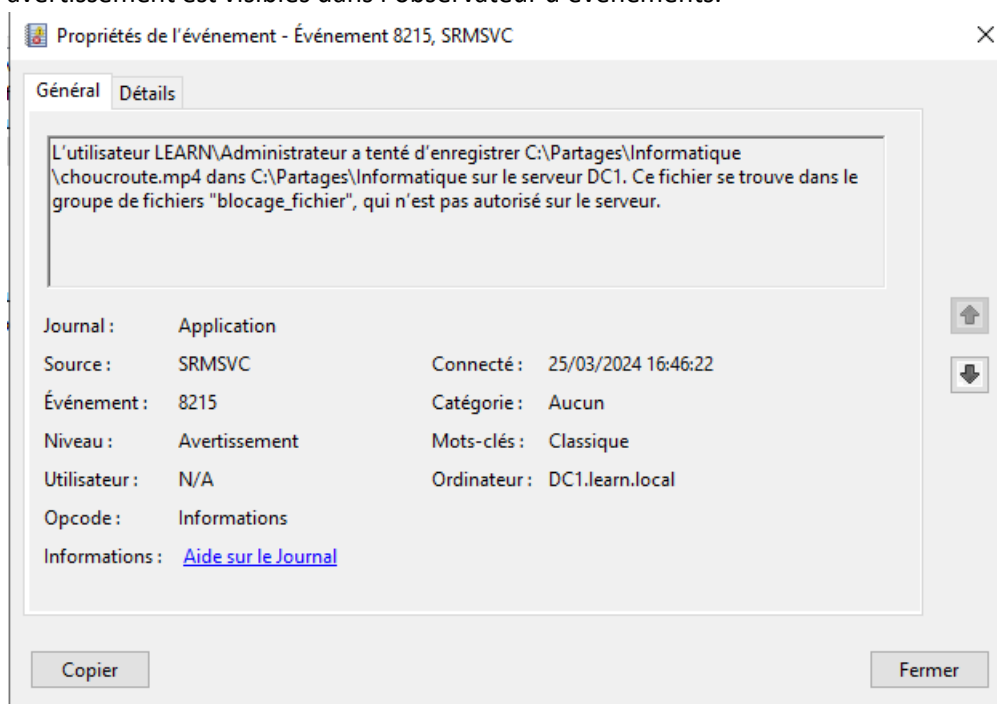 avertissement est visibles dans l'observateur d'évènements.
Propriétés de l'événement - Événement 8215, SRMSVC
Général Détails
L'utilisateur LEARN\Administrateur a tenté d'enregistrer C:\Partages\Informatique
\choucroute.mp4 dans C:\Partages\Informatique sur le serveur DC1. Ce fichier se trouve dans le
groupe de fichiers "blocage_fichier", qui n'est pas autorisé sur le serveur.
Journal : Application
Source : SRMSVC Connecté : 25/03/2024 16:46:22
Événement : 8215 Catégorie : Aucun
Niveau : Avertissement Mots-clés : Classique
Utilisateur : N/A Ordinateur : DC1.learn.local
Opcode : Informations
Informations : Aide sur le Journal
Copier Fermer